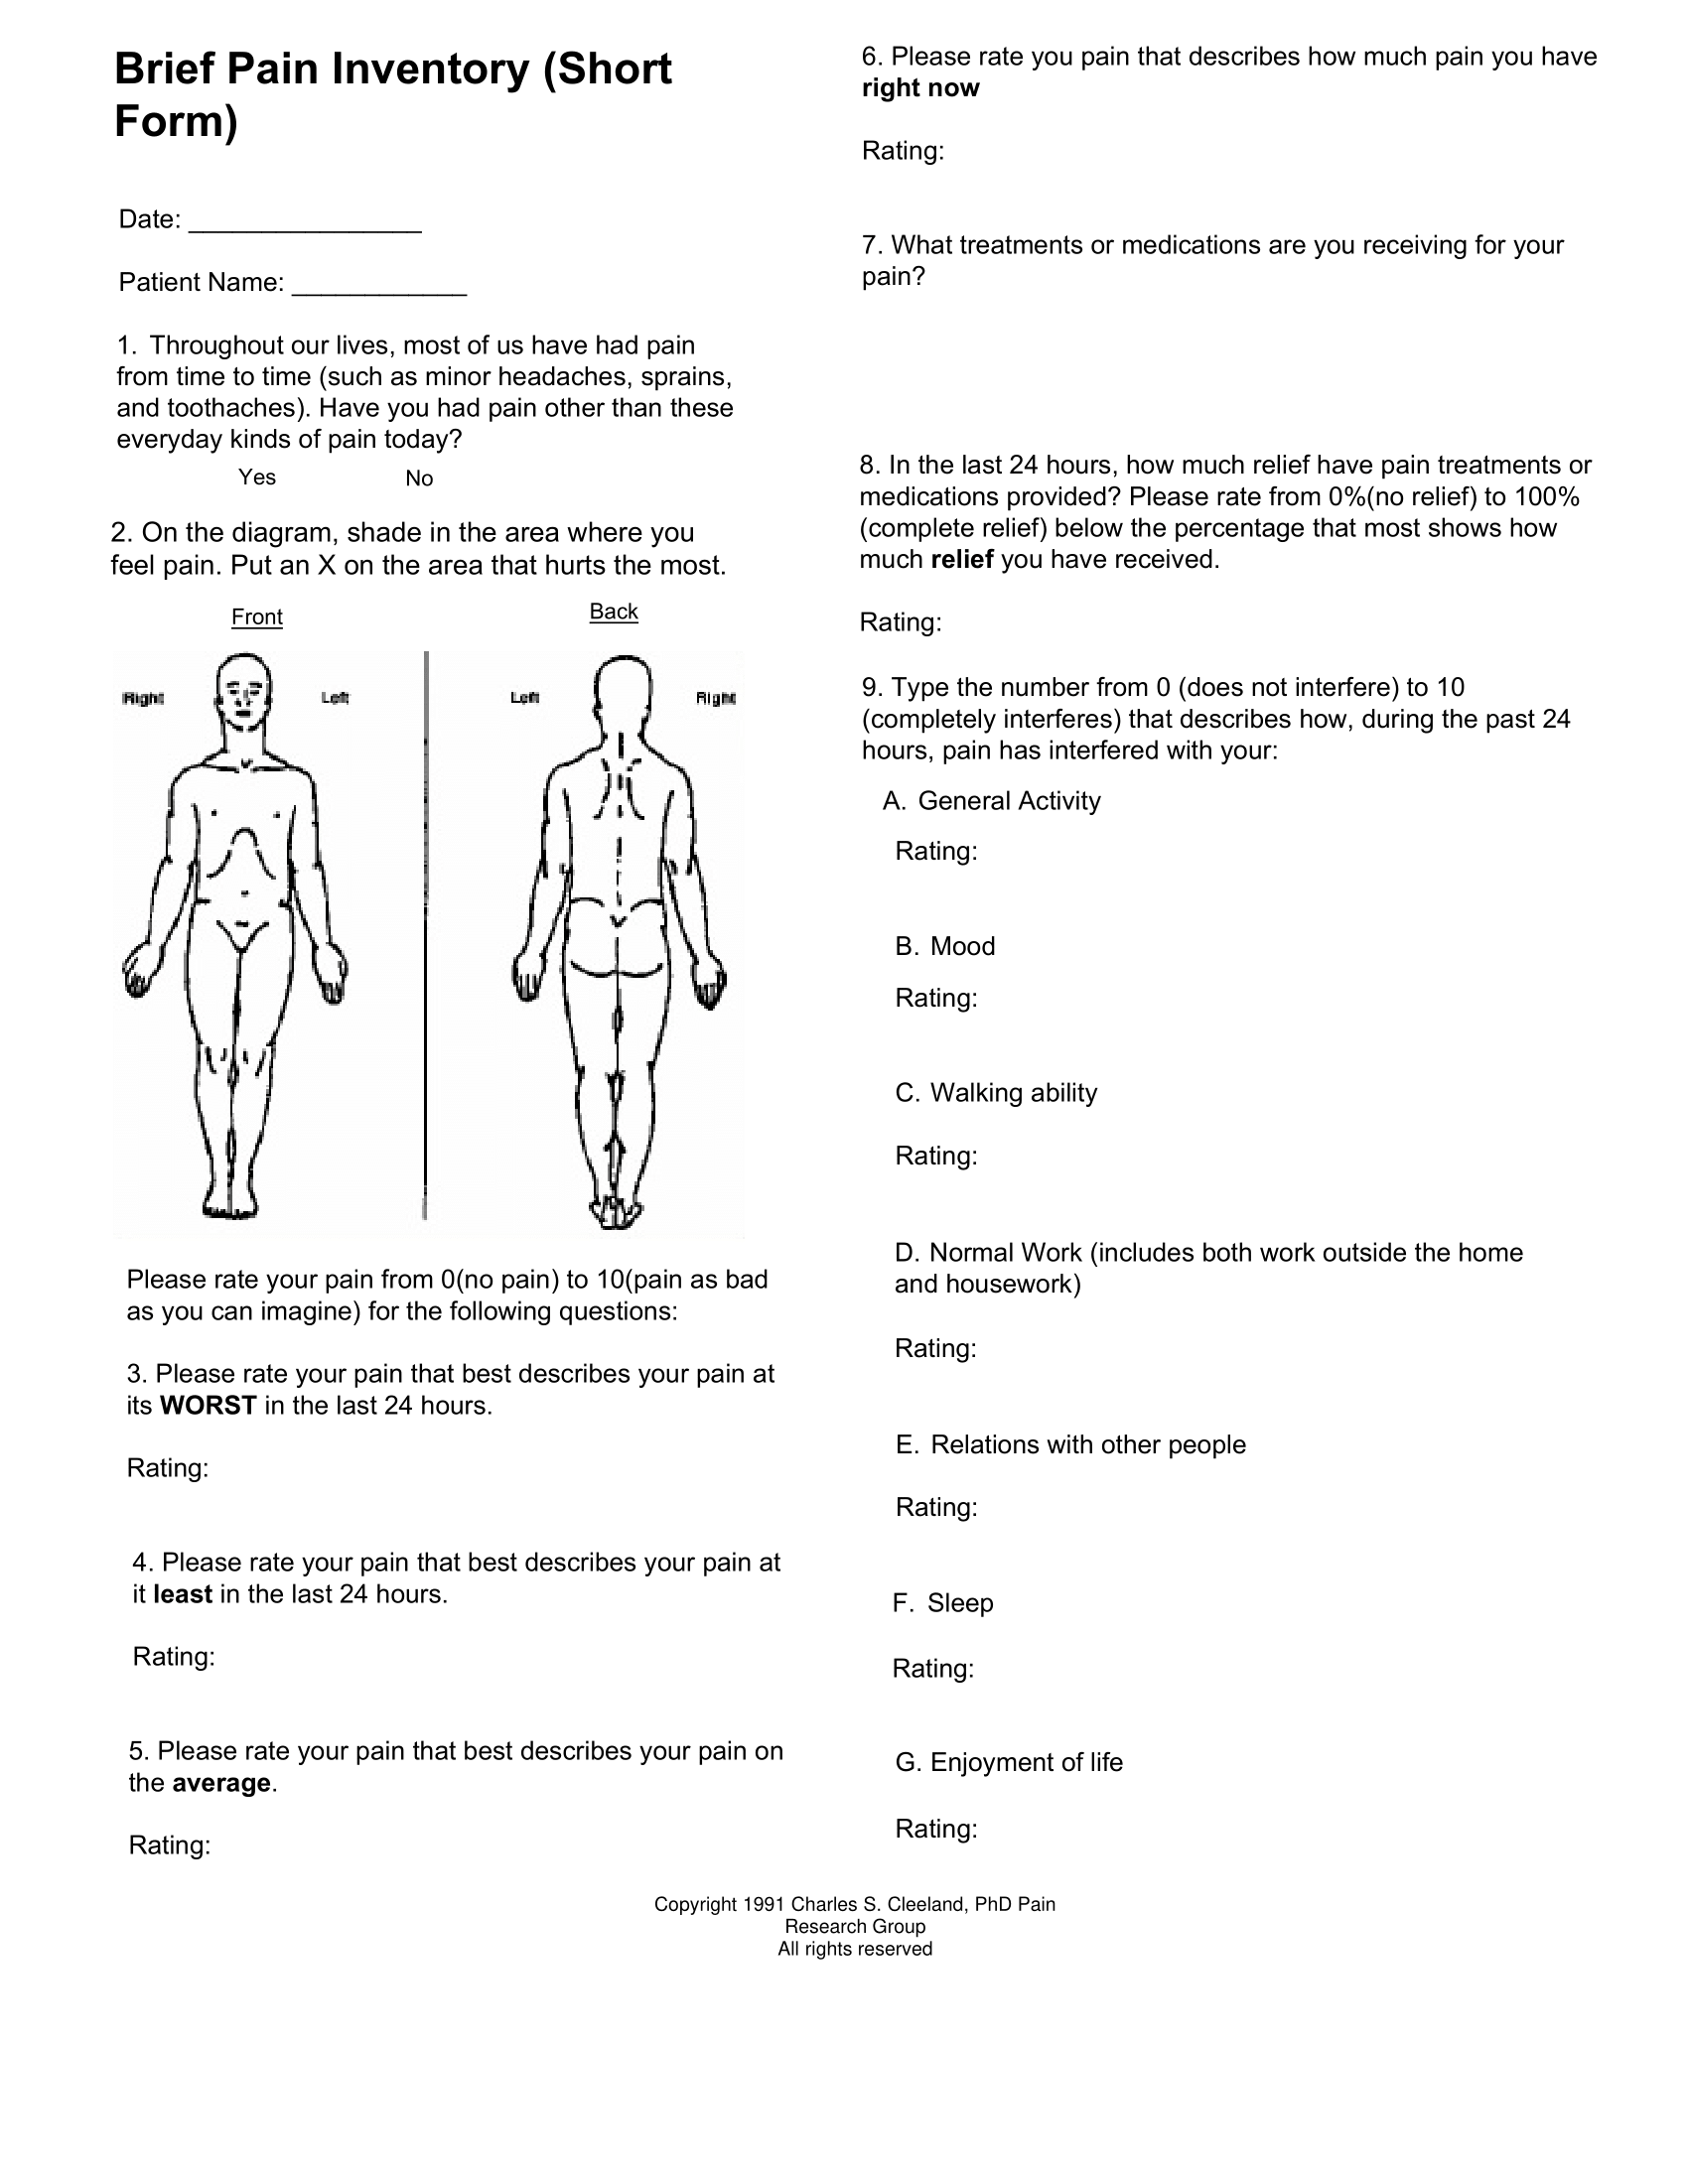 Brief Pain Inventory (Short
Form)
Date: ________________
Patient Name: ____________
1. Throughout our lives, most of us have had pain
from time to time (such as minor headaches, sprains,
and toothaches). Have you had pain other than these
everyday kinds of pain today?
Yes No
2. On the diagram, shade in the area where you
feel pain. Put an X on the area that hurts the most.
Front Back
Right Left Left Right
Please rate your pain from 0(no pain) to 10(pain as bad
as you can imagine) for the following questions:
3. Please rate your pain that best describes your pain at
its WORST in the last 24 hours.
Rating:
4. Please rate your pain that best describes your pain at
it least in the last 24 hours.
Rating:
5. Please rate your pain that best describes your pain on
the average.
Rating:
6. Please rate you pain that describes how much pain you have
right now
Rating:
7. What treatments or medications are you receiving for your
pain?
8. In the last 24 hours, how much relief have pain treatments or
medications provided? Please rate from 0%(no relief) to 100%
(complete relief) below the percentage that most shows how
much relief you have received.
Rating:
9. Type the number from 0 (does not interfere) to 10
(completely interferes) that describes how, during the past 24
hours, pain has interfered with your:
A. General Activity
Rating:
B. Mood
Rating:
C. Walking ability
Rating:
D. Normal Work (includes both work outside the home
and housework)
Rating:
E. Relations with other people
Rating:
F. Sleep
Rating:
G. Enjoyment of life
Rating:
Copyright 1991 Charles S. Cleeland, PhD Pain
Research Group
All rights reserved